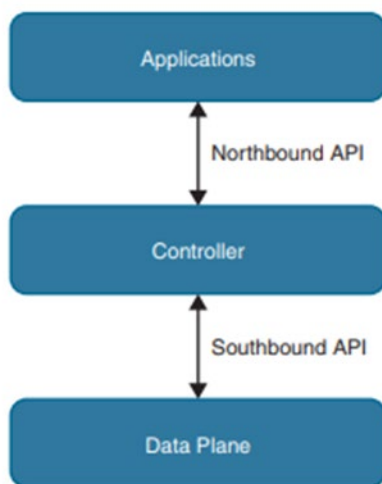 Applications
Northbound API
Controller
Southbound API
Data Plane